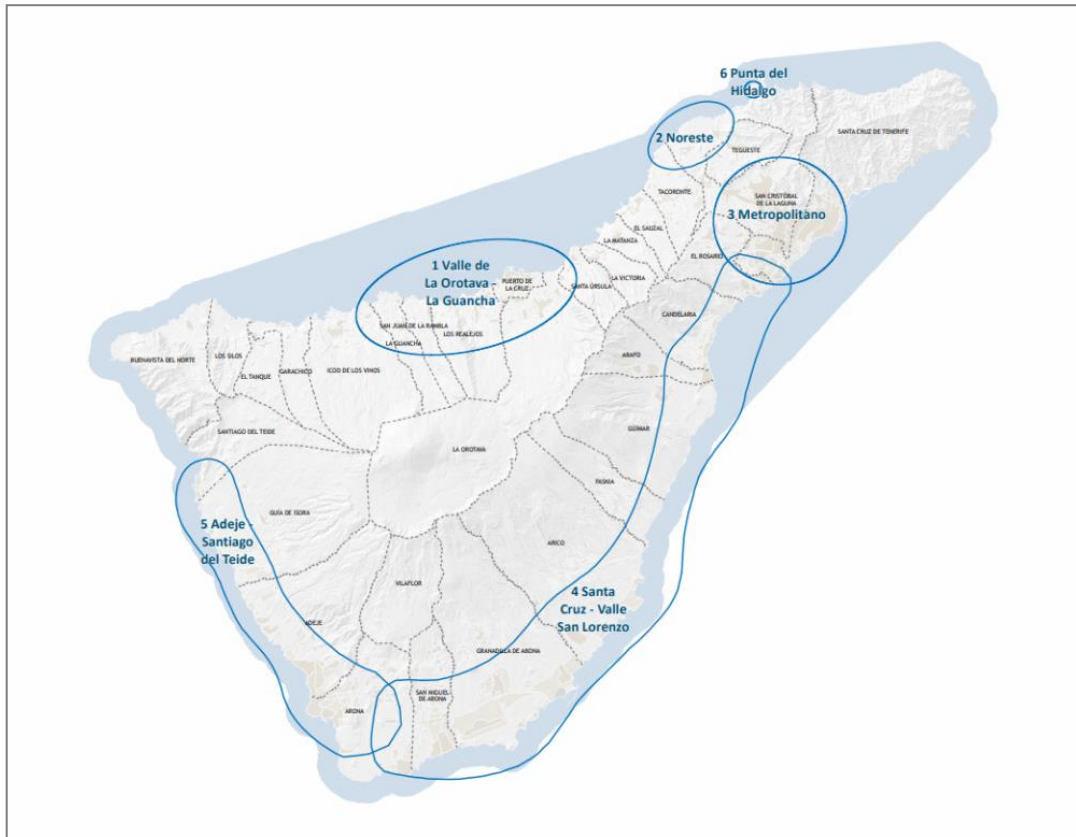 6 Punta del
Hidalgo
2 Noreste
SANTA CRUZ DE TENERIFE
TEGUESTE
TACORONTE
SAN CRISTÓBAL
DE LA LAGUNA
3 Metropolitano
EL SAUZAL
LA MATANZA
EL ROSARIO
1 Valle de
La Orotava -
La Guancha
PUERTO DE
LA CRUZ
LA VICTORIA
SANTA ÚRSULA
CANDELARIA
SAN JUAN DE LA RAMBLA
LOS REALEJOS
LA GUANCHA
BUENAVISTA DEL NORTE
LOS SILOS
EL TANQUE
GARACHICO
ICOD DE LOS VINOS
ARAFO
SANTIAGO DEL TEIDE
GÜIMAR
LA OROTAVA
FASNIA
GUÍA DE ISORA
5 Adeje -
Santiago
del Teide
ARICO
VILAFLOR
4 Santa
Cruz - Valle
San Lorenzo
ADEJE
GRANADILLA DE ABONA
SAN MIGUEL
DE ABONA
ARONA